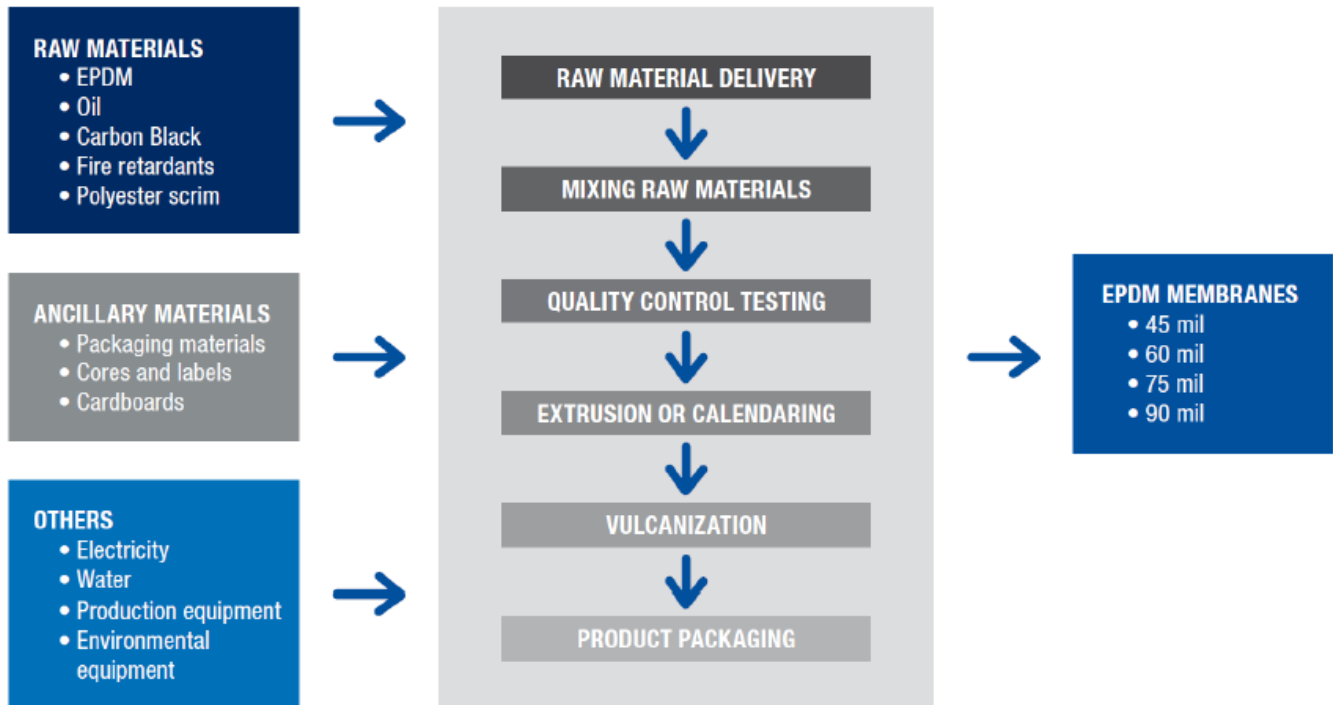 RAW MATERIALS
• EPDM
• Oil
• Carbon Black
• Fire retardants
• Polyester scrim
ANCILLARY MATERIALS
• Packaging materials
• Cores and labels
• Cardboards
OTHERS
• Electricity
• Water
• Production equipment
• Environmental
equipment
RAW MATERIAL DELIVERY
MIXING RAW MATERIALS
QUALITY CONTROL TESTING
EXTRUSION OR CALENDARING
VULCANIZATION
PRODUCT PACKAGING
EPDM MEMBRANES
• 45 mil
• 60 mil
• 75 mil
• 90 mil